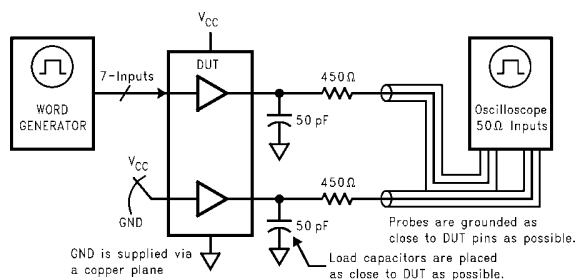 V_CC
DUT
WORD
GENERATOR
7-Inputs
450Ω
50 pF
Oscilloscope
50Ω Inputs
V_CC
GND
450Ω
50 pF
Probes are grounded as
close to DUT pins as possible.
GND is supplied via
a copper plane
Load capacitors are placed
as close to DUT as possible.